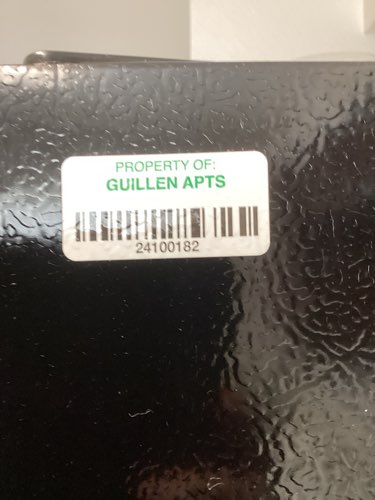 PROPERTY OF:
GUILLEN APTS
24100182